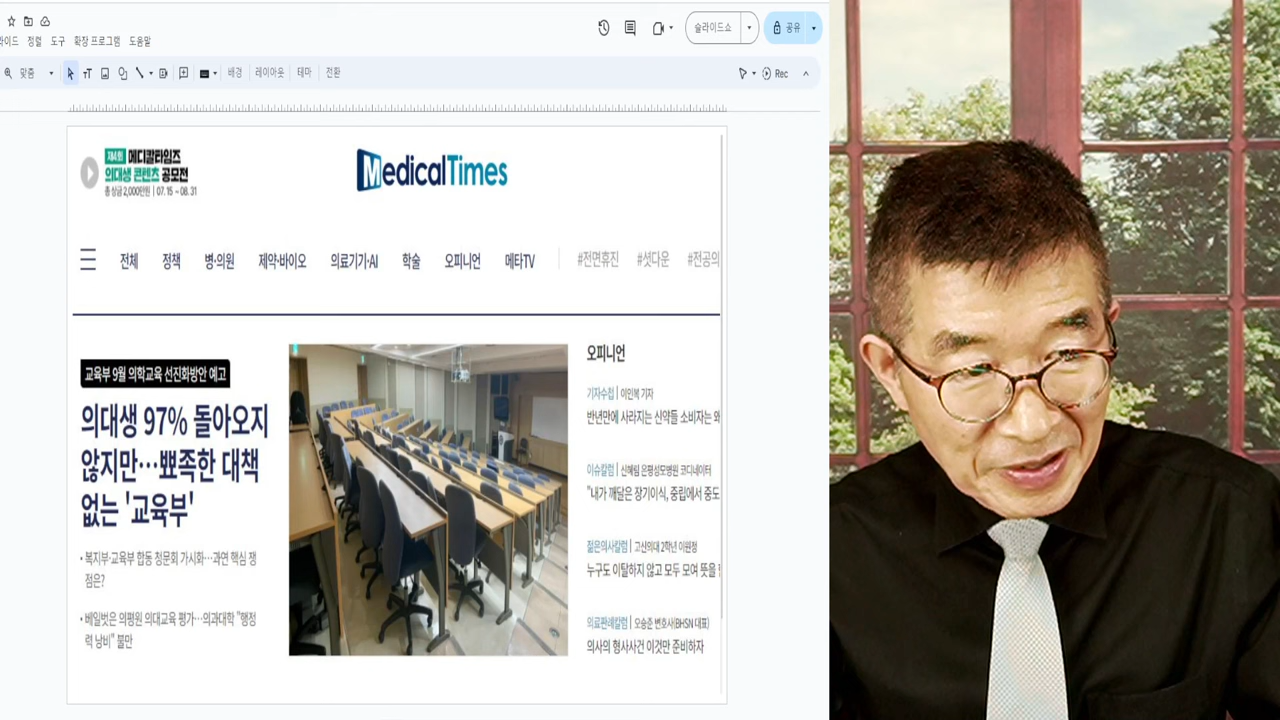 라이드 정렬 도구 확장 프로그램 도움말
슬라이드쇼
공유
맞춤
배경 레이아웃 테마 전환
Rec
제4회 메디칼타임즈
의대생 콘텐츠 공모전
총 상금 2,000만원 | 07.15 ~ 08.31
MedicalTimes
전체 정책 병·의원 제약·바이오 의료기기·AI 학술 오피니언 메타TV #전면휴진 #셧다운 #전공의
교육부 9월 의학교육 선진화방안 예고
의대생 97% 돌아오지
않지만…뾰족한 대책
없는 '교육부'
• 복지부·교육부 합동 청문회 가시화…과연 핵심 쟁
점은?
• 베일벗은 의평원 의대교육 평가…의과대학 "행정
력 낭비" 불만
오피니언
기자수첩 | 이인복 기자
반년만에 사라지는 신약들 소비자는 왜
이슈칼럼 | 신혜림 은평성모병원 코디네이터
"내가 깨달은 장기이식, 중립에서 중도
젊은의사칼럼 | 고신의대 2학년 이원정
누구도 이탈하지 않고 모두 모여 뜻을
의료판례칼럼 | 오승준 변호사(BHSN 대표)
의사의 형사사건 이것만 준비하자